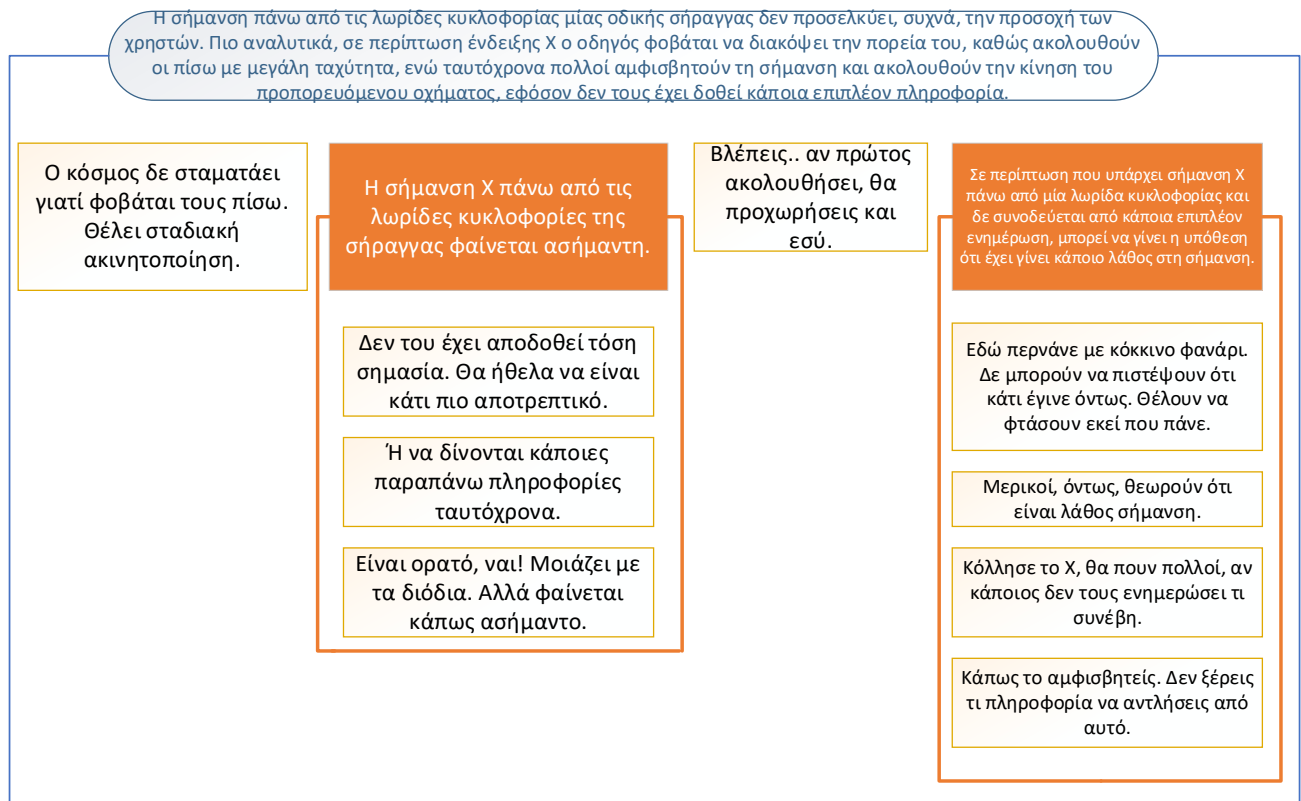 Η σήμανση πάνω από τις λωρίδες κυκλοφορίας μίας οδικής σήραγγας δεν προσελκύει, συχνά, την προσοχή των
χρηστών. Πιο αναλυτικά, σε περίπτωση ένδειξης Χ ο οδηγός φοβάται να διακόψει την πορεία του, καθώς ακολουθούν
οι πίσω με μεγάλη ταχύτητα, ενώ ταυτόχρονα πολλοί αμφισβητούν τη σήμανση και ακολουθούν την κίνηση του
προπορευόμενου οχήματος, εφόσον δεν τους έχει δοθεί κάποια επιπλέον πληροφορία.
Ο κόσμος δε σταματάει
γιατί φοβάται τους πίσω.
Θέλει σταδιακή
ακινητοποίηση.
Η σήμανση Χ πάνω από τις
λωρίδες κυκλοφορίες της
σήραγγας φαίνεται ασήμαντη.
Δεν του έχει αποδοθεί τόση
σημασία. Θα ήθελα να είναι
κάτι πιο αποτρεπτικό.
Ή να δίνονται κάποιες
παραπάνω πληροφορίες
ταυτόχρονα.
Είναι ορατό, ναι! Μοιάζει με
τα διόδια. Αλλά φαίνεται
κάπως ασήμαντο.
Βλέπεις.. αν πρώτος
ακολουθήσει, θα
προχωρήσεις και
εσύ.
Σε περίπτωση που υπάρχει σήμανση Χ
πάνω από μία λωρίδα κυκλοφορίας και
δε συνοδεύεται από κάποια επιπλέον
ενημέρωση, μπορεί να γίνει η υπόθεση
ότι έχει γίνει κάποιο λάθος στη σήμανση.
Εδώ περνάνε με κόκκινο φανάρι.
Δε μπορούν να πιστέψουν ότι
κάτι έγινε όντως. Θέλουν να
φτάσουν εκεί που πάνε.
Μερικοί, όντως, θεωρούν ότι
είναι λάθος σήμανση.
Κόλλησε το Χ, θα πουν πολλοί, αν
κάποιος δεν τους ενημερώσει τι
συνέβη.
Κάπως το αμφισβητείς. Δεν ξέρεις
τι πληροφορία να αντλήσεις από
αυτό.